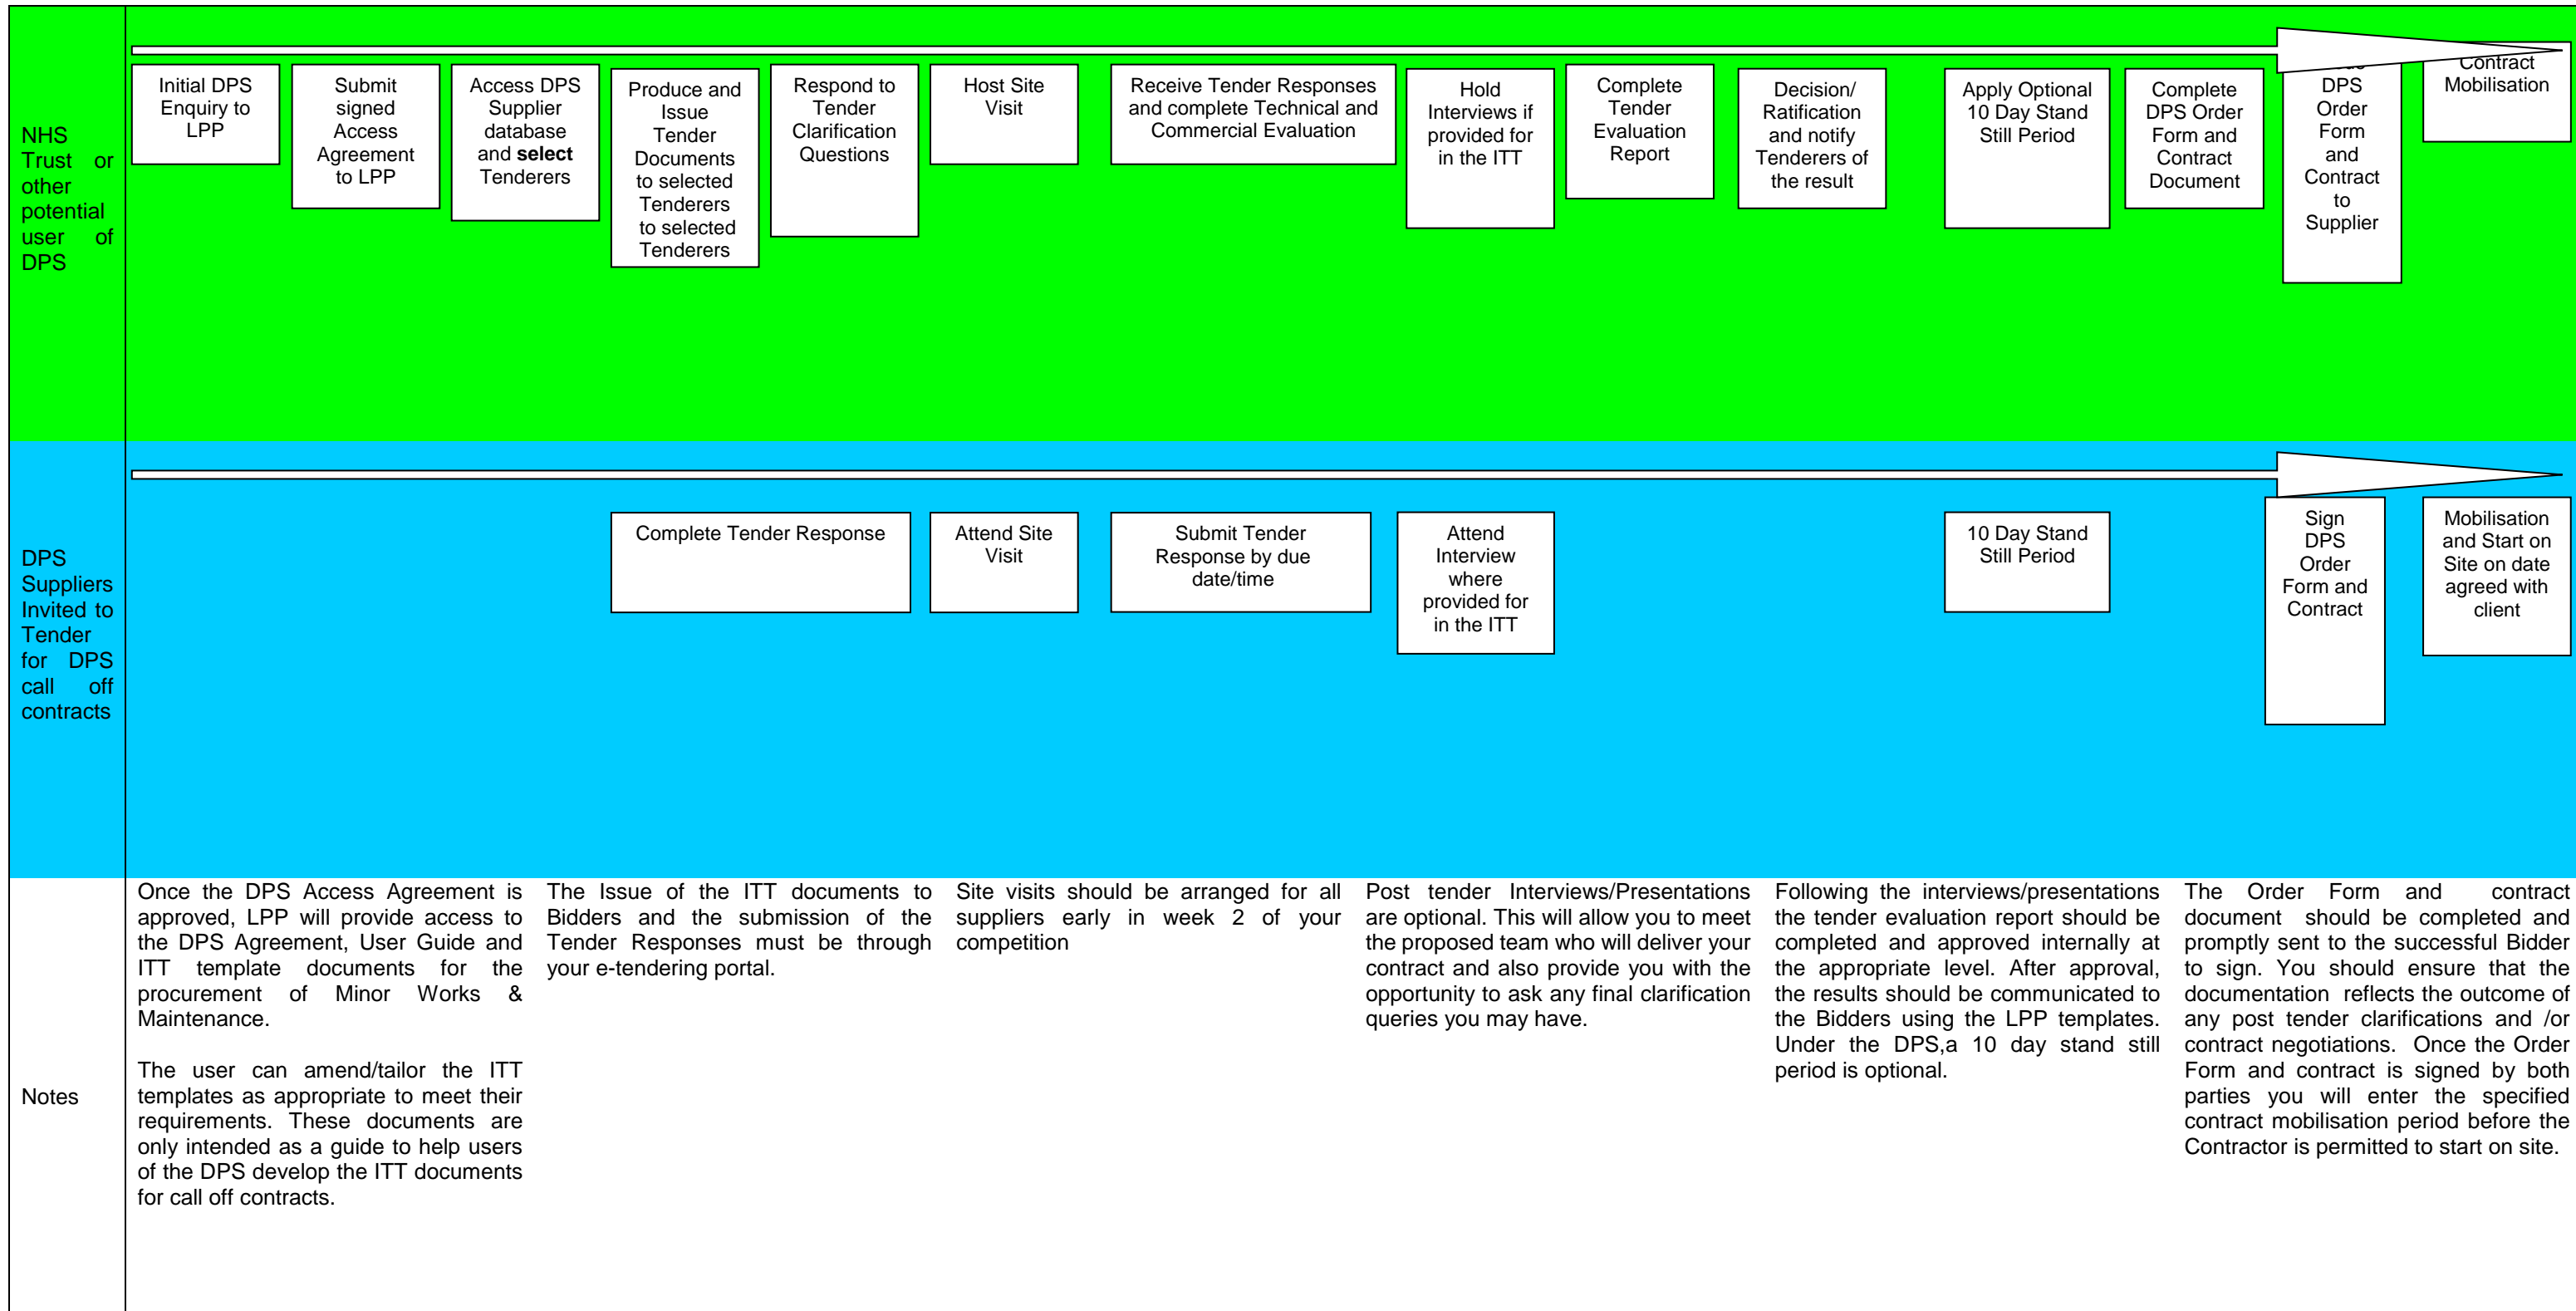 NHS
Trust or
other
potential
user of
DPS
Initial DPS
Enquiry to
LPP
Submit
signed
Access
Agreement
to LPP
Access DPS
Supplier
database
and select
Tenderers
Produce and
Issue
Tender
Documents
to selected
Tenderers
to selected
Tenderers
Respond to
Tender
Clarification
Questions
Host Site
Visit
Receive Tender Responses
and complete Technical and
Commercial Evaluation
Hold
Interviews if
provided for
in the ITT
Complete
Tender
Evaluation
Report
Decision/
Ratification
and notify
Tenderers of
the result
Apply Optional
10 Day Stand
Still Period
Complete
DPS Order
Form and
Contract
Document
DPS
Order
Form
and
Contract
to
Supplier
Contract
Mobilisation
DPS
Suppliers
Invited to
Tender
for DPS
call off
contracts
Complete Tender Response
Attend Site
Visit
Submit Tender
Response by due
date/time
Attend
Interview
where
provided for
in the ITT
10 Day Stand
Still Period
Sign
DPS
Order
Form and
Contract
Mobilisation
and Start on
Site on date
agreed with
client
Notes
Once the DPS Access Agreement is
approved, LPP will provide access to
the DPS Agreement, User Guide and
ITT template documents for the
procurement of Minor Works &
Maintenance.
The user can amend/tailor the ITT
templates as appropriate to meet their
requirements. These documents are
only intended as a guide to help users
of the DPS develop the ITT documents
for call off contracts.
The Issue of the ITT documents to
Bidders and the submission of the
Tender Responses must be through
your e-tendering portal.
Site visits should be arranged for all
suppliers early in week 2 of your
competition
Post tender Interviews/Presentations
are optional. This will allow you to meet
the proposed team who will deliver your
contract and also provide you with the
opportunity to ask any final clarification
queries you may have.
Following the interviews/presentations
the tender evaluation report should be
completed and approved internally at
the appropriate level. After approval,
the results should be communicated to
the Bidders using the LPP templates.
Under the DPS,a 10 day stand still
period is optional.
The Order Form and contract
document should be completed and
promptly sent to the successful Bidder
to sign. You should ensure that the
documentation reflects the outcome of
any post tender clarifications and /or
contract negotiations. Once the Order
Form and contract is signed by both
parties you will enter the specified
contract mobilisation period before the
Contractor is permitted to start on site.